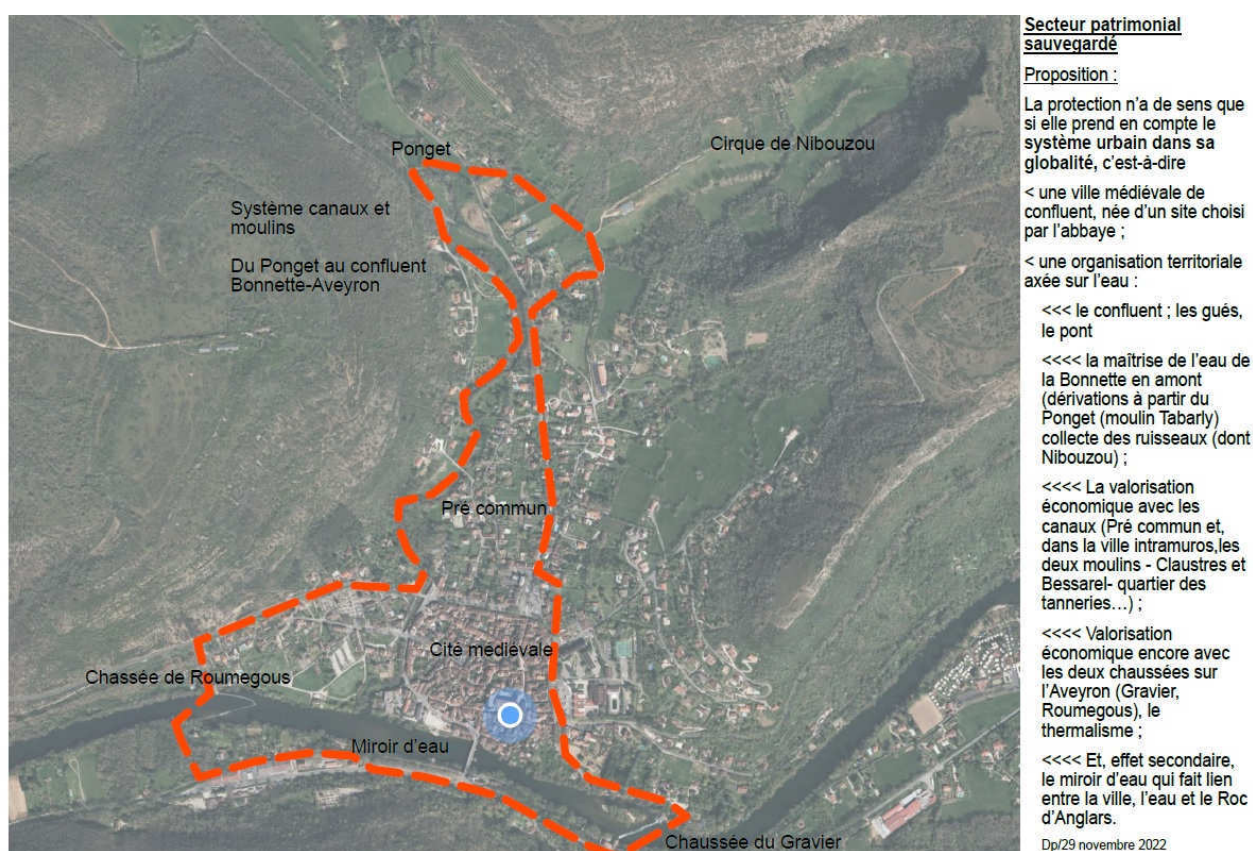 Ponget
Cirque de Nibouzou
Système canaux et
moulins
Du Ponget au confluent
Bonnette-Aveyron
Pré commun
Cité médiévale
Chassée de Roumegous
Miroir d'eau
Chaussée du Gravier
Secteur patrimonial
sauvegardé
Proposition :
La protection n'a de sens que
si elle prend en compte le
système urbain dans sa
globalité, c'est-à-dire
< une ville médiévale de
confluent, née d'un site choisi
par l'abbaye ;
< une organisation territoriale
axée sur l'eau :
<<< le confluent ; les gués,
le pont
<<<< la maîtrise de l'eau de
la Bonnette en amont
(dérivations à partir du
Ponget (moulin Tabarly)
collecte des ruisseaux (dont
Nibouzou) ;
<<<< La valorisation
économique avec les
canaux (Pré commun et,
dans la ville intramuros,les
deux moulins - Claustres et
Bessarel- quartier des
tanneries…) ;
<<<< Valorisation
économique encore avec
les deux chaussées sur
l'Aveyron (Gravier,
Roumegous), le
thermalisme ;
<<<< Et, effet secondaire,
le miroir d'eau qui fait lien
entre la ville, l'eau et le Roc
d'Anglars.
Dp/29 novembre 2022